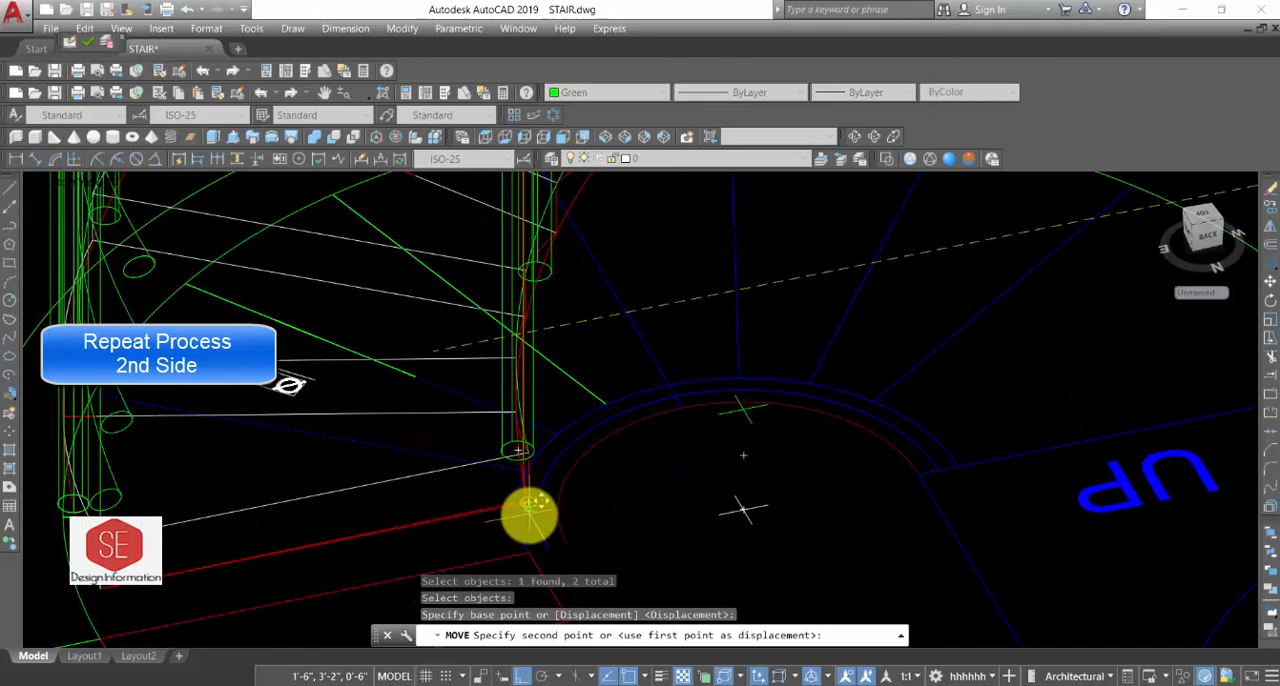 Autodesk AutoCAD 2019 STAIR.dwg
Type a keyword or phrase
Sign In
File Edit View Insert Format Tools Draw Dimension Modify Parametric Window Help Express
Start
STAIR*
Green
ByLayer
ByLayer
ByColor
Standard
ISO-25
Standard
Standard
ISO-25
0
TOP
BACK
W
E
N
Unnamed
Repeat Process
2nd Side
UP
SE
Design Information
Select objects: 1 found, 2 total
Select objects:
Specify base point or [Displacement] <Displacement>:
MOVE Specify second point or <use first point as displacement>:
Model Layout1 Layout2 +
1'-6", 3'-2", 0'-6" MODEL
1:1
hhhhhh
Architectural